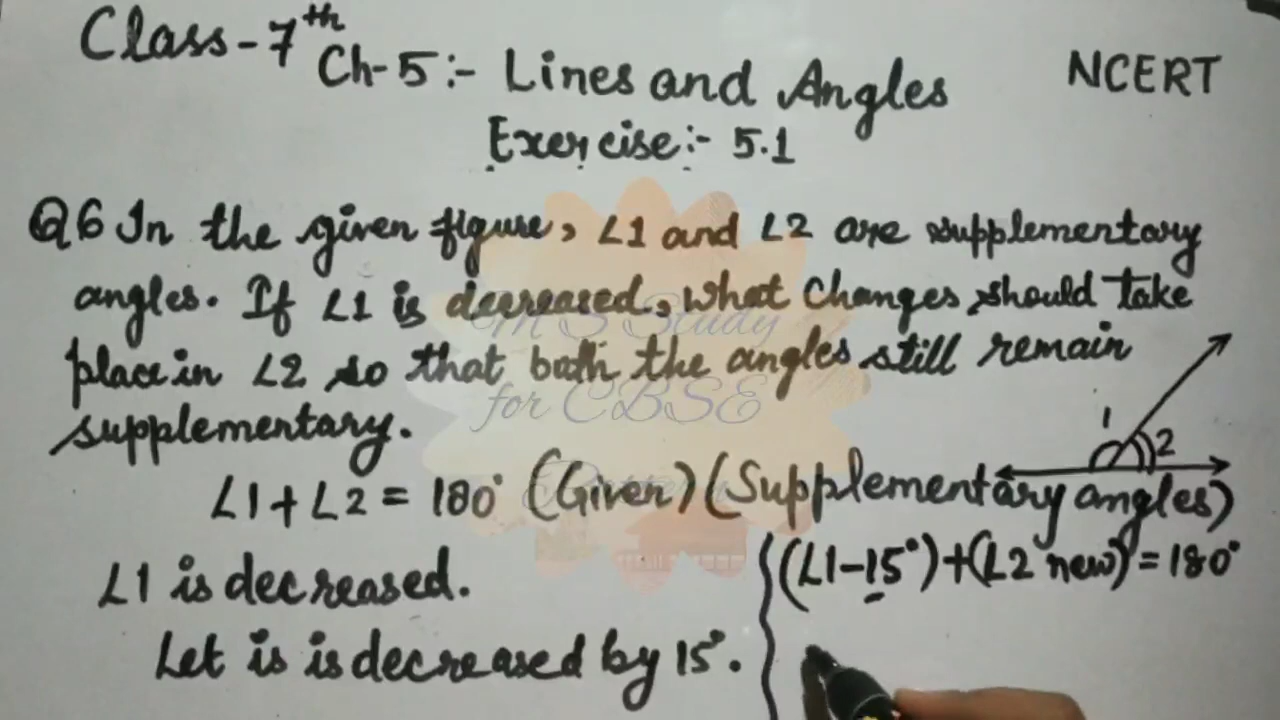 Class-7th
Ch-5:- Lines and Angles
NCERT
Exercise:- 5.1
Q6 In the given figure, ∠1 and ∠2 are supplementary
angles. If ∠1 is decreased, what changes should take
place in ∠2 so that both the angles still remain
supplementary.
1
2
∠1+∠2 = 180° (Given) (Supplementary angles)
∠1 is decreased.
Let is is decreased by 15°.
(∠1-15°)+(∠2 new) = 180°
M S Study
for CBSE